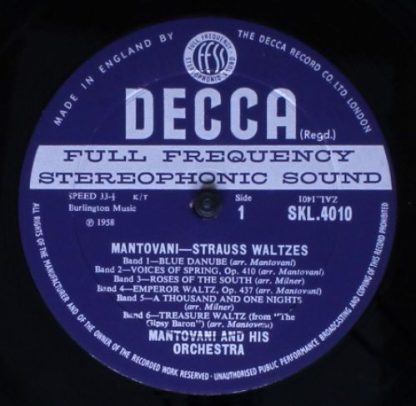 MADE IN ENGLAND BY THE DECCA RECORD CO. LTD LONDON
FULL FREQUENCY
ffss
STEREOPHONIC SOUND
DECCA
(Regd.)
FULL FREQUENCY
STEREOPHONIC SOUND
SPEED 33⅓ K/T
Burlington Music
℗ 1958
Side
1
ZAL.1401
SKL.4010
MANTOVANI—STRAUSS WALTZES
Band 1—BLUE DANUBE (arr. Mantovani)
Band 2—VOICES OF SPRING, Op. 410 (arr. Mantovani)
Band 3—ROSES OF THE SOUTH (arr. Milner)
Band 4—EMPEROR WALTZ, Op. 437 (arr. Mantovani)
Band 5—A THOUSAND AND ONE NIGHTS
(arr. Milner)
Band 6—TREASURE WALTZ (from "The
Gipsy Baron") (arr. Mantovani)
MANTOVANI AND HIS
ORCHESTRA
ALL RIGHTS OF THE MANUFACTURER AND OF THE OWNER OF THE RECORDED WORK RESERVED · UNAUTHORISED PUBLIC PERFORMANCE BROADCASTING AND COPYING OF THIS RECORD PROHIBITED